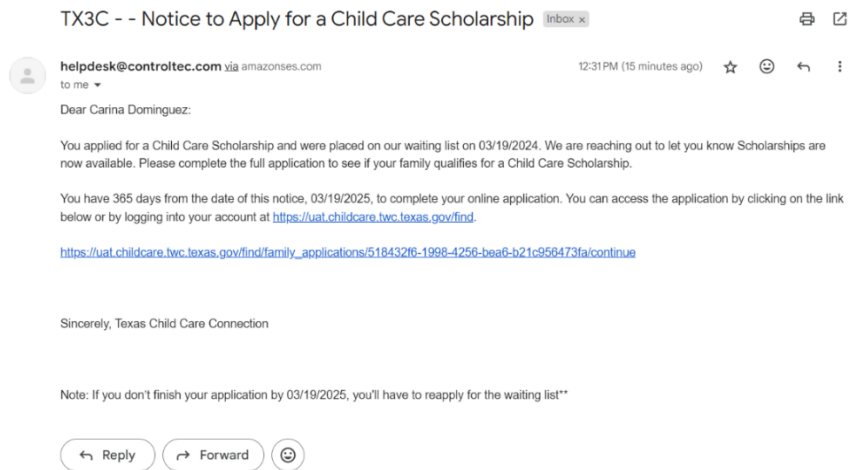 TX3C - - Notice to Apply for a Child Care Scholarship Inbox x
helpdesk@controltec.com via amazonses.com 12:31 PM (15 minutes ago)
to me
Dear Carina Dominguez:
You applied for a Child Care Scholarship and were placed on our waiting list on 03/19/2024. We are reaching out to let you know Scholarships are
now available. Please complete the full application to see if your family qualifies for a Child Care Scholarship.
You have 365 days from the date of this notice, 03/19/2025, to complete your online application. You can access the application by clicking on the link
below or by logging into your account at https://uat.childcare.twc.texas.gov/find.
https://uat.childcare.twc.texas.gov/find/family_applications/518432f6-1998-4256-bea6-b21c956473fa/continue
Sincerely, Texas Child Care Connection
Note: If you don't finish your application by 03/19/2025, you'll have to reapply for the waiting list**
Reply Forward